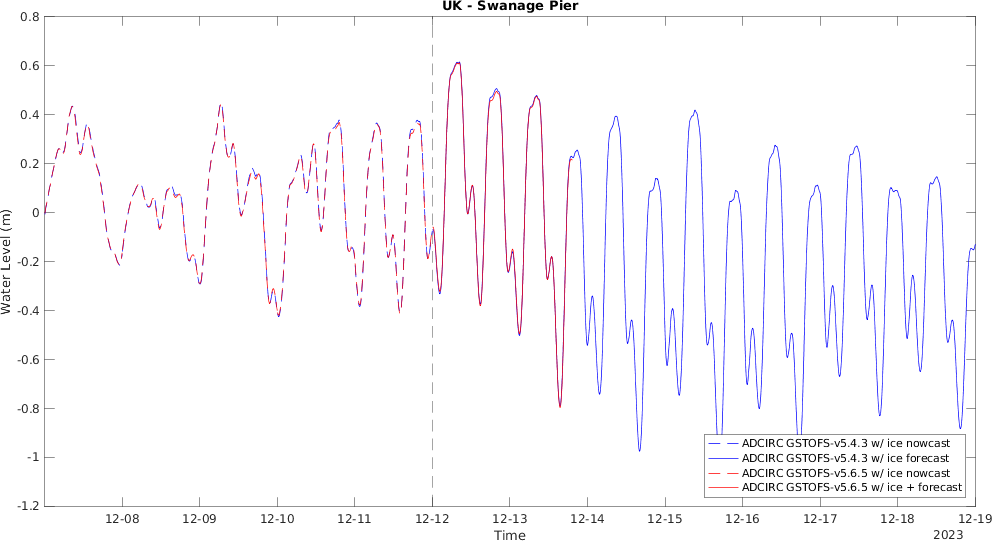 UK - Swanage Pier
0.8
0.6
0.4
0.2
0
-0.2
-0.4
-0.6
-0.8
-1
-1.2
Water Level (m)
12-08 12-09 12-10 12-11 12-12 12-13 12-14 12-15 12-16 12-17 12-18 12-19
Time
2023
ADCIRC GSTOFS-v5.4.3 w/ ice nowcast
ADCIRC GSTOFS-v5.4.3 w/ ice forecast
ADCIRC GSTOFS-v5.6.5 w/ ice nowcast
ADCIRC GSTOFS-v5.6.5 w/ ice + forecast